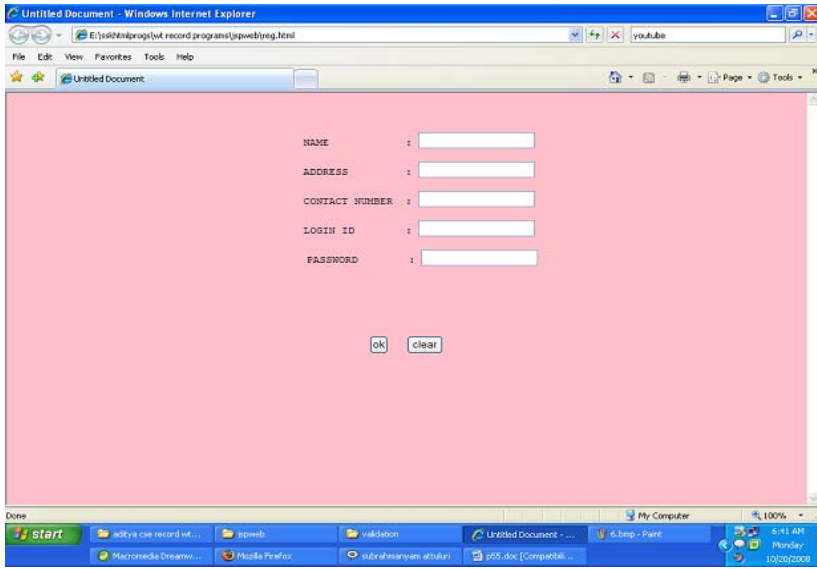 Untitled Document - Windows Internet Explorer
E:\sskhtmlprogs\wt record programs\jspweb\reg.html
youtube
File Edit View Favorites Tools Help
Untitled Document
Page Tools
NAME :
ADDRESS :
CONTACT NUMBER :
LOGIN ID :
PASSWORD :
ok clear
Done
My Computer
100%
start
aditya cse record wt...
jspweb
validation
Untitled Document - ...
6.bmp - Paint
6:41 AM
Macromedia Dreamw...
Mozilla Firefox
subrahmanyam attuluri
p55.doc [Compatibili...
Monday
10/20/2008